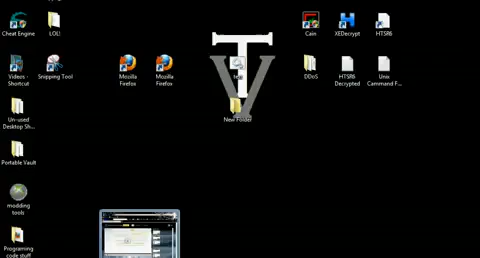 Cheat Engine
LOL!
Cain
XEDecrypt
HTSR6
Videos -
Shortcut
Snipping Tool
Mozilla
Firefox
Mozilla
Firefox
DDoS
HTSR6
Decrypted
Unix
Cammand F...
Un-used
Desktop Sh...
New Folder
Portable Vault
modding
tools
Programing
code stuff